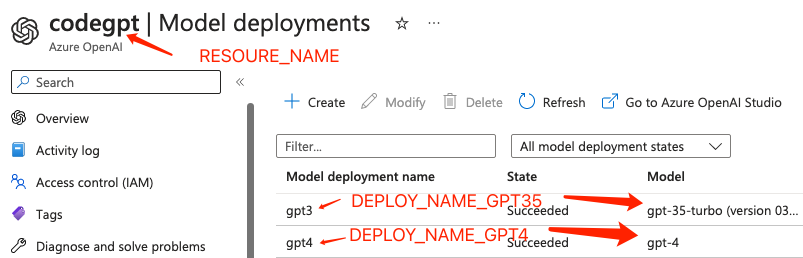 codegpt | Model deployments
Azure OpenAI
RESOURE_NAME
Search
Overview
Activity log
Access control (IAM)
Tags
Diagnose and solve problems
Create Modify Delete Refresh Go to Azure OpenAI Studio
Filter...
All model deployment states
Model deployment name State Model
gpt3 DEPLOY_NAME_GPT35 Succeeded gpt-35-turbo (version 03...
gpt4 DEPLOY_NAME_GPT4 Succeeded gpt-4